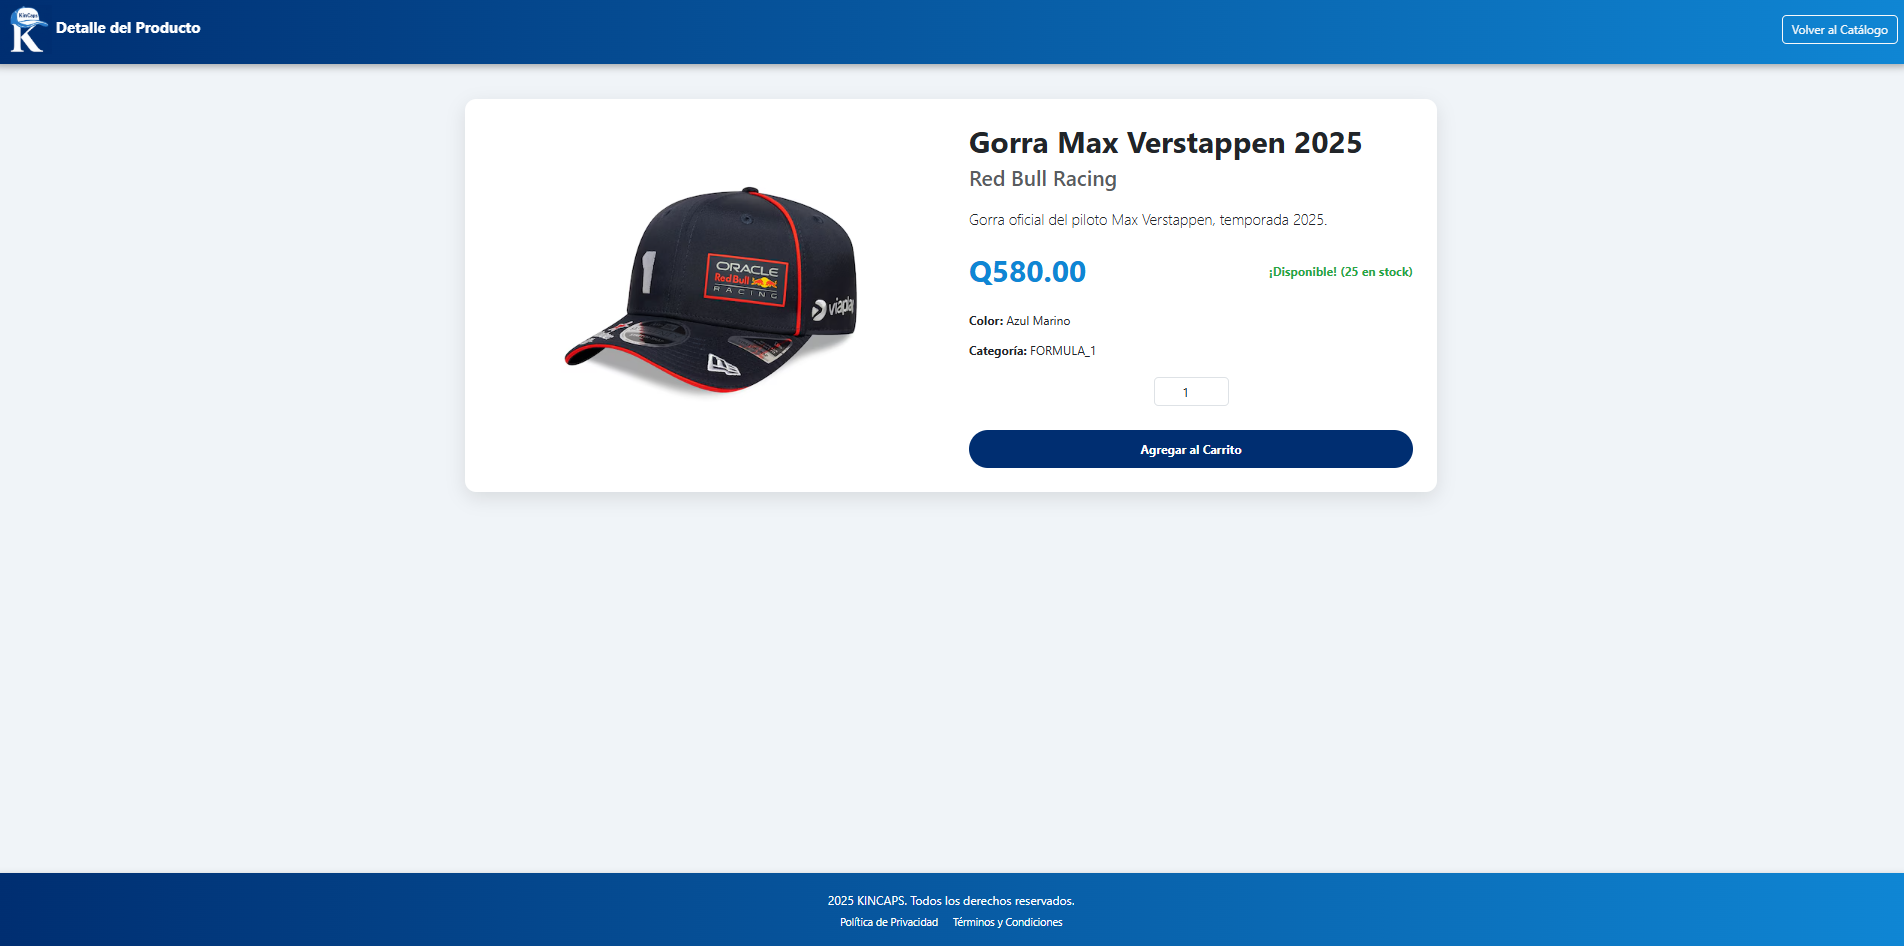 KinCaps
K
Detalle del Producto
Volver al Catálogo
Gorra Max Verstappen 2025
Red Bull Racing
Gorra oficial del piloto Max Verstappen, temporada 2025.
Q580.00
¡Disponible! (25 en stock)
Color: Azul Marino
Categoría: FORMULA_1
1
Agregar al Carrito
1
ORACLE
Red Bull
RACING
viaplay
2025 KINCAPS. Todos los derechos reservados.
Política de Privacidad
Términos y Condiciones